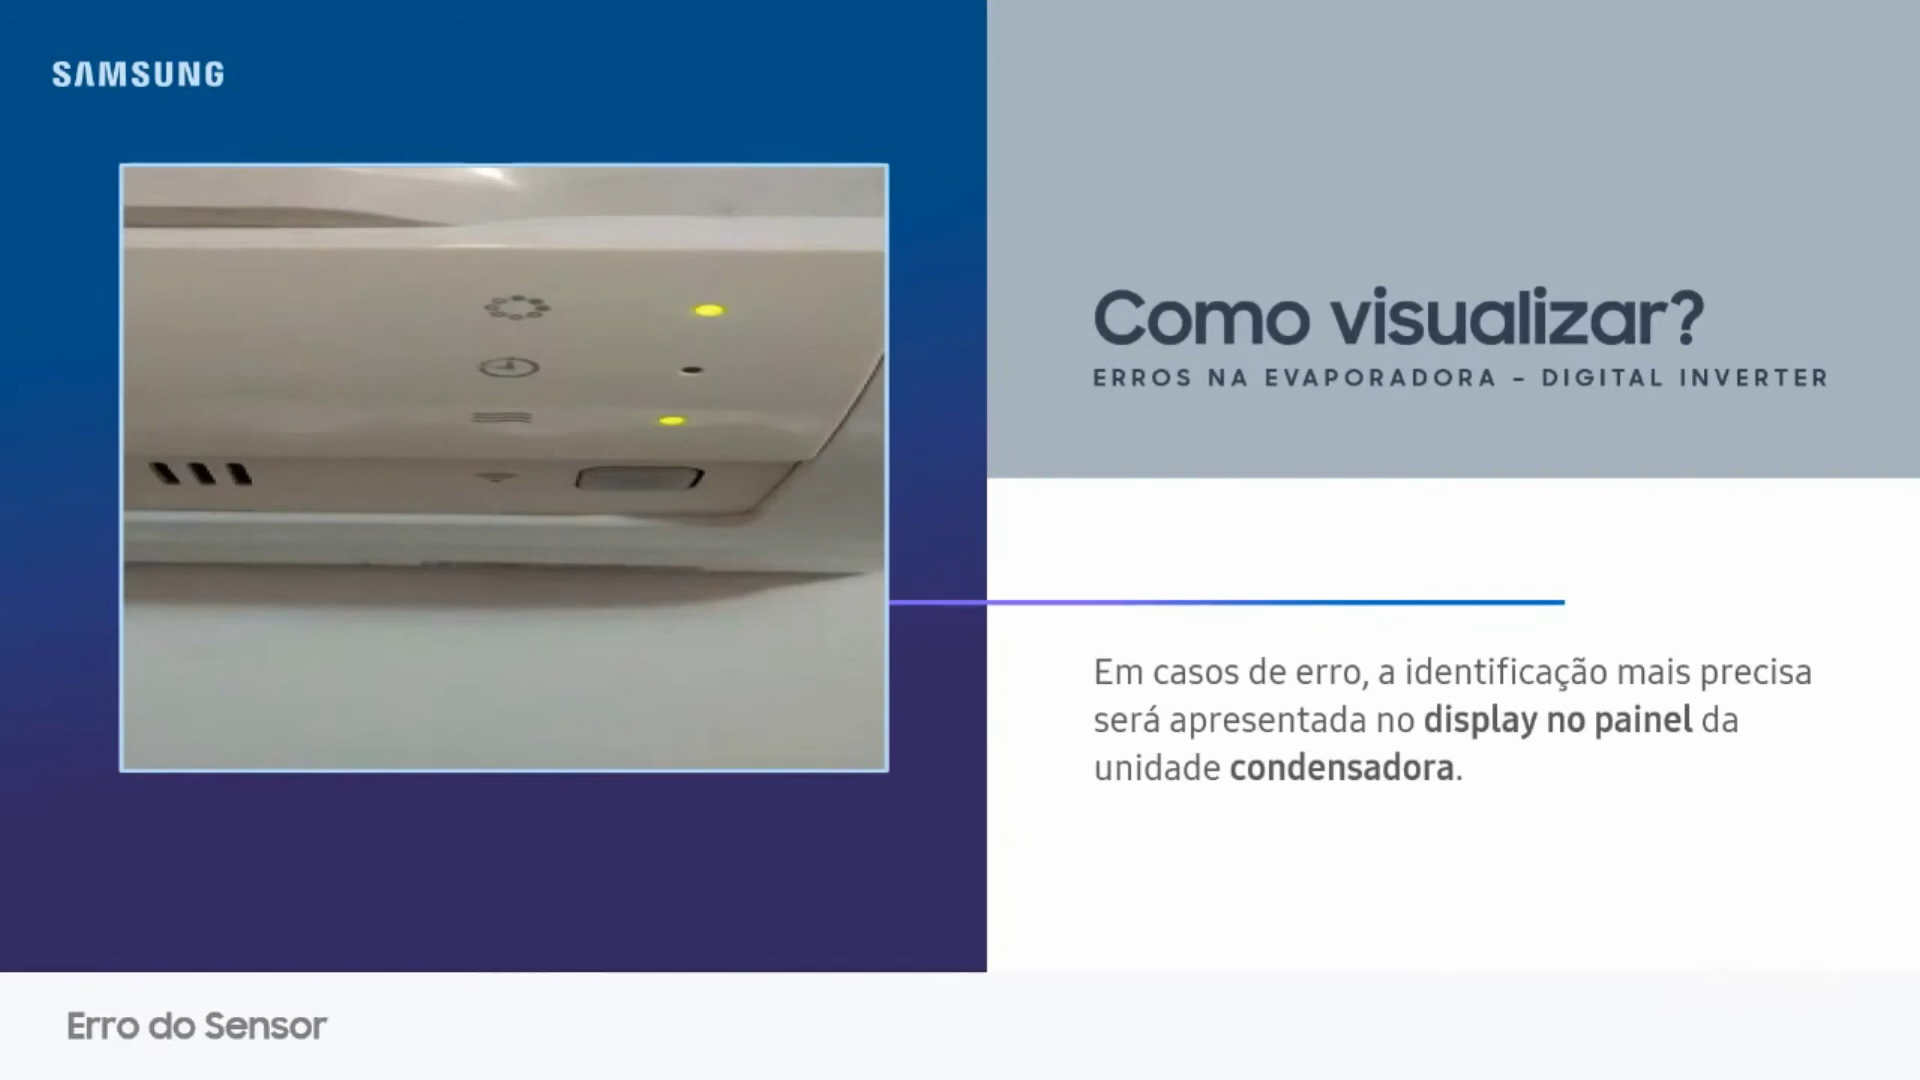 SAMSUNG
Como visualizar?
ERROS NA EVAPORADORA – DIGITAL INVERTER
Em casos de erro, a identificação mais precisa
será apresentada no display no painel da
unidade condensadora.
Erro do Sensor